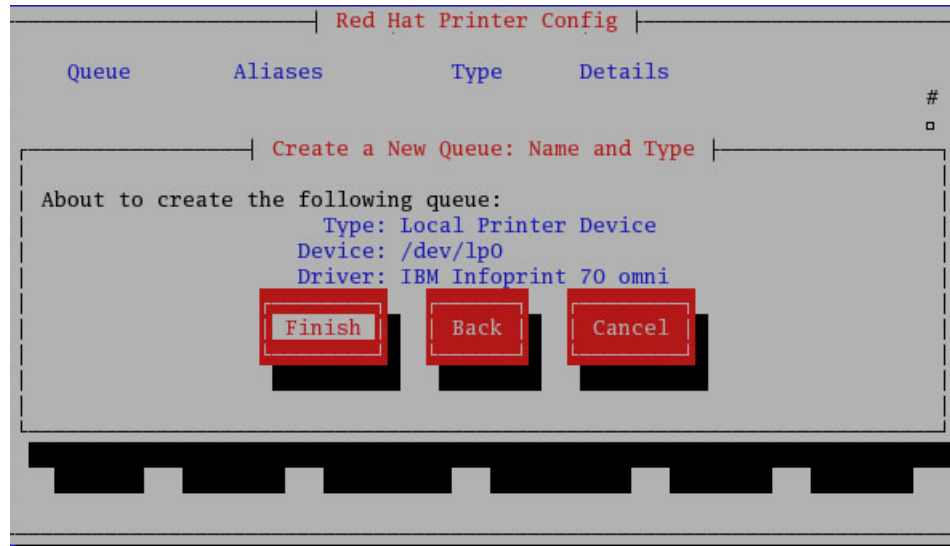 Red Hat Printer Config
Queue Aliases Type Details
#
Create a New Queue: Name and Type
About to create the following queue:
Type: Local Printer Device
Device: /dev/lp0
Driver: IBM Infoprint 70 omni
Finish Back Cancel